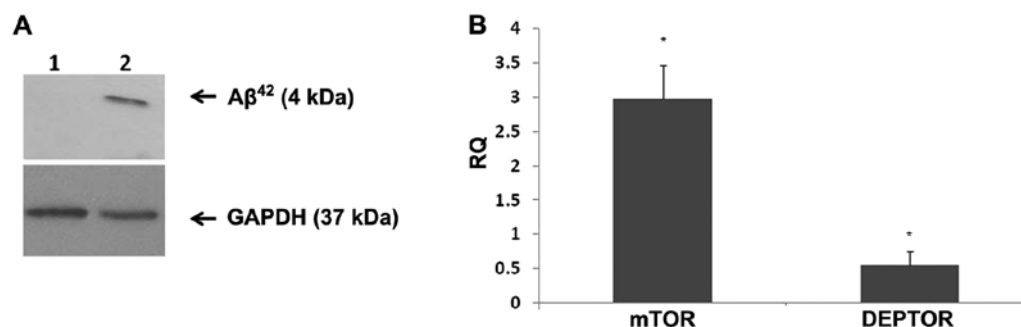 A
1 2
← Aβ⁴² (4 kDa)
← GAPDH (37 kDa)
B
4
*
3.5
3
2.5
RQ
2
1.5
1
*
0.5
0
mTOR DEPTOR